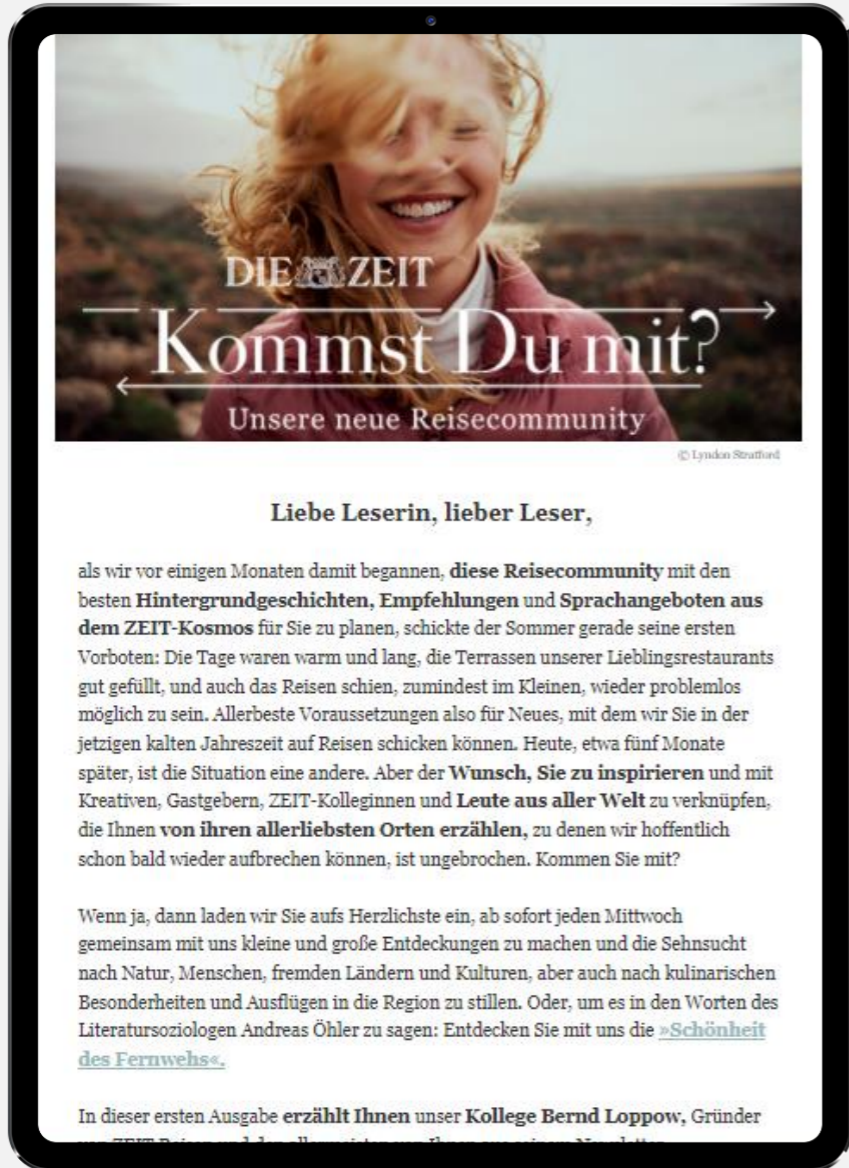 DIE ZEIT
Kommst Du mit?
Unsere neue Reisecommunity
© Lyndon Stratford
Liebe Leserin, lieber Leser,
als wir vor einigen Monaten damit begannen, diese Reisecommunity mit den
besten Hintergrundgeschichten, Empfehlungen und Sprachangeboten aus
dem ZEIT-Kosmos für Sie zu planen, schickte der Sommer gerade seine ersten
Vorboten: Die Tage waren warm und lang, die Terrassen unserer Lieblingsrestaurants
gut gefüllt, und auch das Reisen schien, zumindest im Kleinen, wieder problemlos
möglich zu sein. Allerbeste Voraussetzungen also für Neues, mit dem wir Sie in der
jetzigen kalten Jahreszeit auf Reisen schicken können. Heute, etwa fünf Monate
später, ist die Situation eine andere. Aber der Wunsch, Sie zu inspirieren und mit
Kreativen, Gastgebern, ZEIT-Kolleginnen und Leute aus aller Welt zu verknüpfen,
die Ihnen von ihren allerliebsten Orten erzählen, zu denen wir hoffentlich
schon bald wieder aufbrechen können, ist ungebrochen. Kommen Sie mit?
Wenn ja, dann laden wir Sie aufs Herzlichste ein, ab sofort jeden Mittwoch
gemeinsam mit uns kleine und große Entdeckungen zu machen und die Sehnsucht
nach Natur, Menschen, fremden Ländern und Kulturen, aber auch nach kulinarischen
Besonderheiten und Ausflügen in die Region zu stillen. Oder, um es in den Worten des
Literatursoziologen Andreas Öhler zu sagen: Entdecken Sie mit uns die »Schönheit
des Fernwehs«.
In dieser ersten Ausgabe erzählt Ihnen unser Kollege Bernd Loppow, Gründer